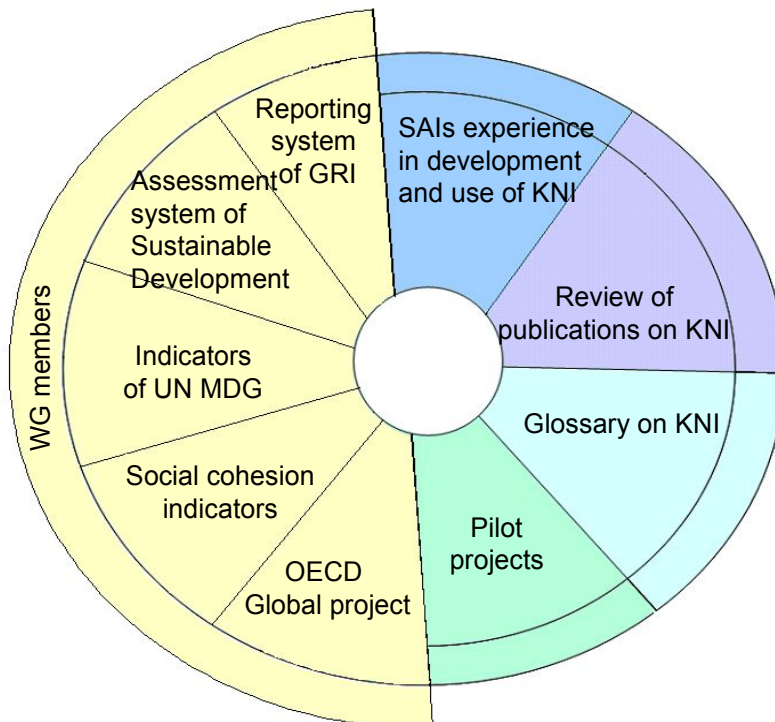 Reporting
system
of GRI
SAIs experience
in development
and use of KNI
Assessment
system of
Sustainable
Development
Review of
publications on KNI
WG members
Indicators
of UN MDG
Glossary on KNI
Social cohesion
indicators
Pilot
projects
OECD
Global project